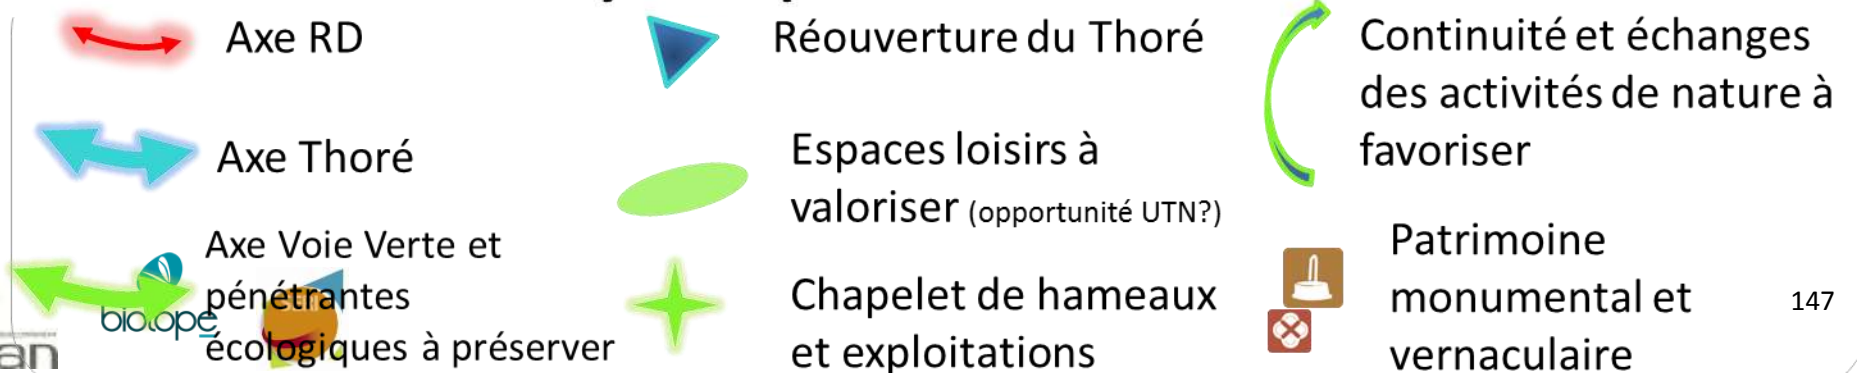 Axe RD
Axe Thoré
Axe Voie Verte et
pénétrantes
écologiques à préserver
biotope
an
Réouverture du Thoré
Espaces loisirs à
valoriser (opportunité UTN?)
Chapelet de hameaux
et exploitations
Continuité et échanges
des activités de nature à
favoriser
Patrimoine
monumental et
vernaculaire
147